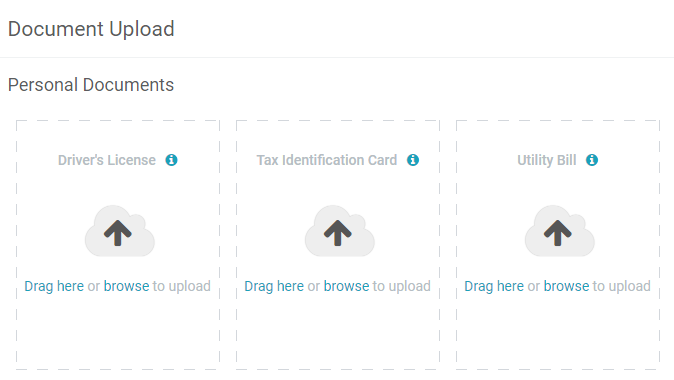 Document Upload
Personal Documents
Driver's License
Tax Identification Card
Utility Bill
Drag here or browse to upload
Drag here or browse to upload
Drag here or browse to upload